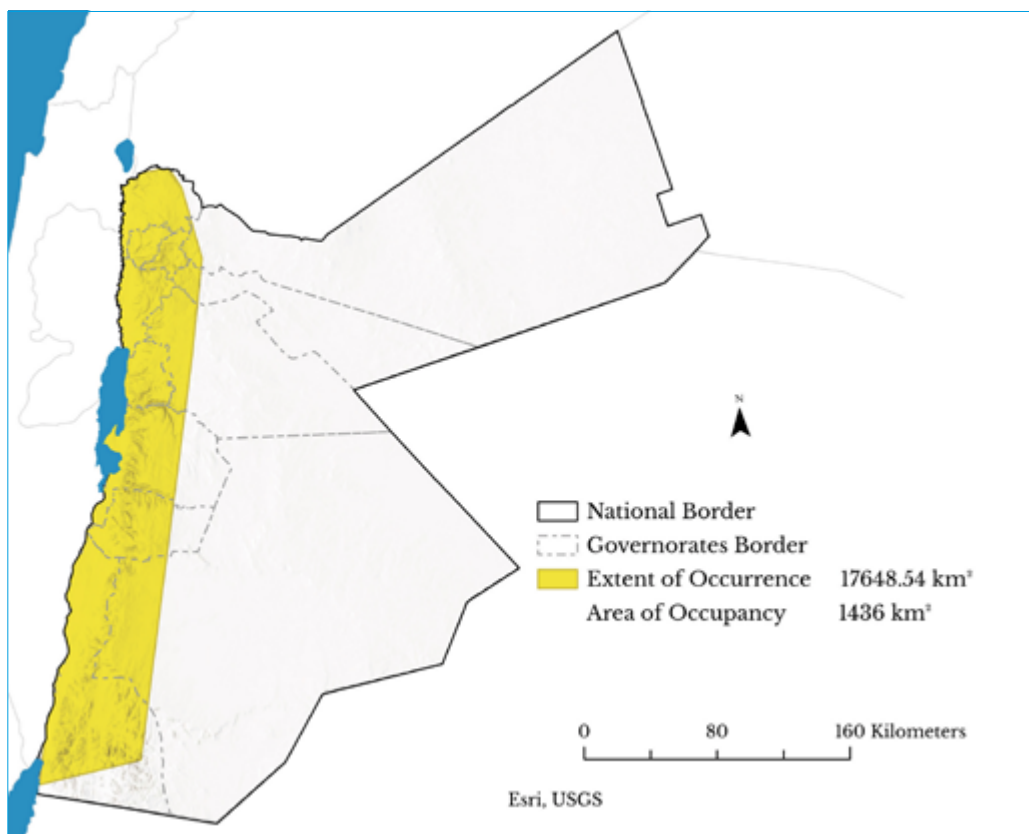 N
National Border
Governorates Border
Extent of Occurrence 17648.54 km²
Area of Occupancy 1436 km²
0 80 160 Kilometers
Esri, USGS